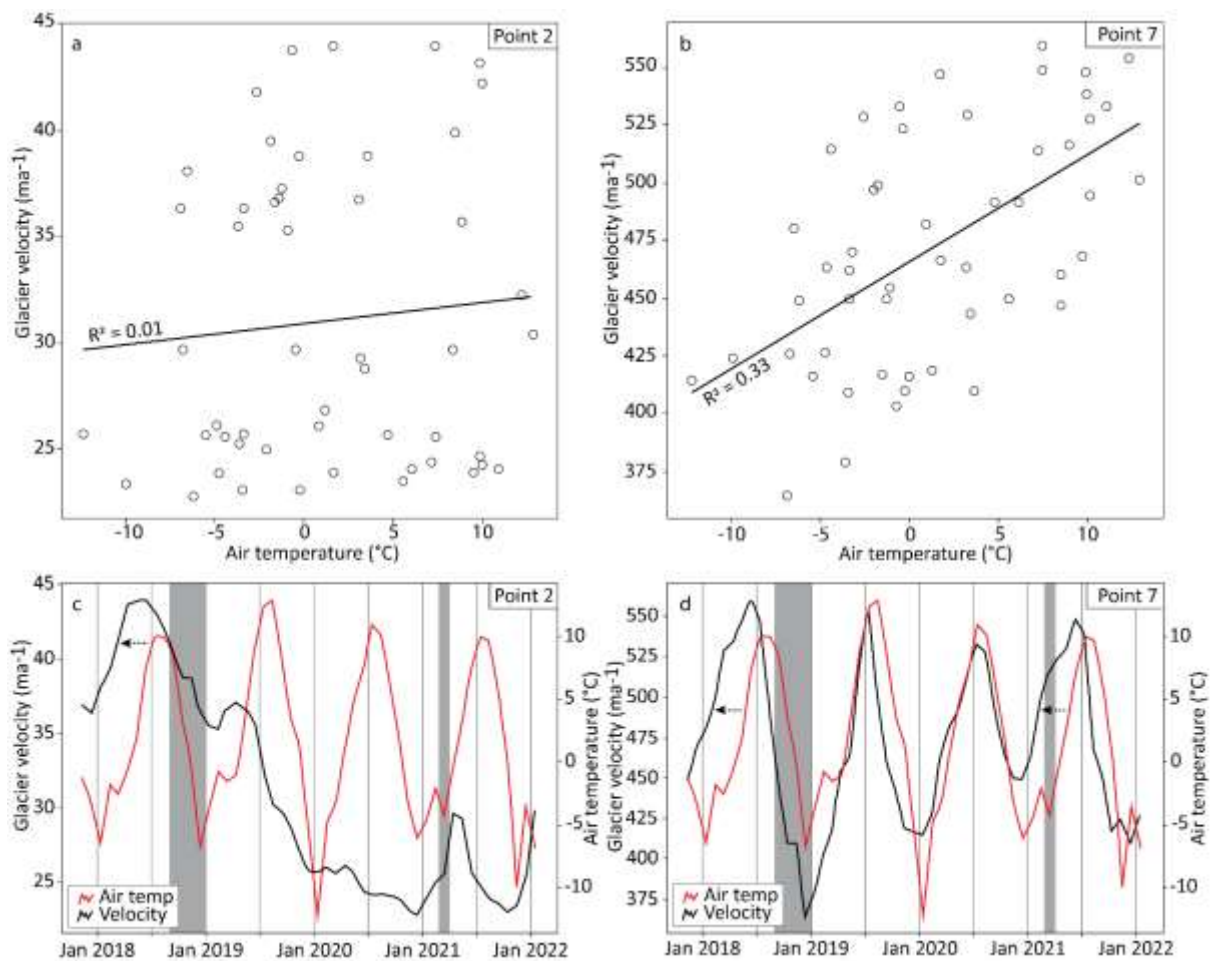 a
Point 2
Glacier velocity (ma⁻¹)
45
40
35
30
25
R² = 0.01
-10 -5 0 5 10
Air temperature (°C)
b
Point 7
Glacier velocity (ma⁻¹)
550
525
500
475
450
425
400
375
R² = 0.33
-10 -5 0 5 10
Air temperature (°C)
c
Point 2
Glacier velocity (ma⁻¹)
45
40
35
30
25
10
5
0
-5
-10
Air temperature (°C)
Air temp
Velocity
Jan 2018 Jan 2019 Jan 2020 Jan 2021 Jan 2022
d
Point 7
Glacier velocity (ma⁻¹)
550
525
500
475
450
425
400
375
10
5
0
-5
-10
Air temperature (°C)
Air temp
Velocity
Jan 2018 Jan 2019 Jan 2020 Jan 2021 Jan 2022